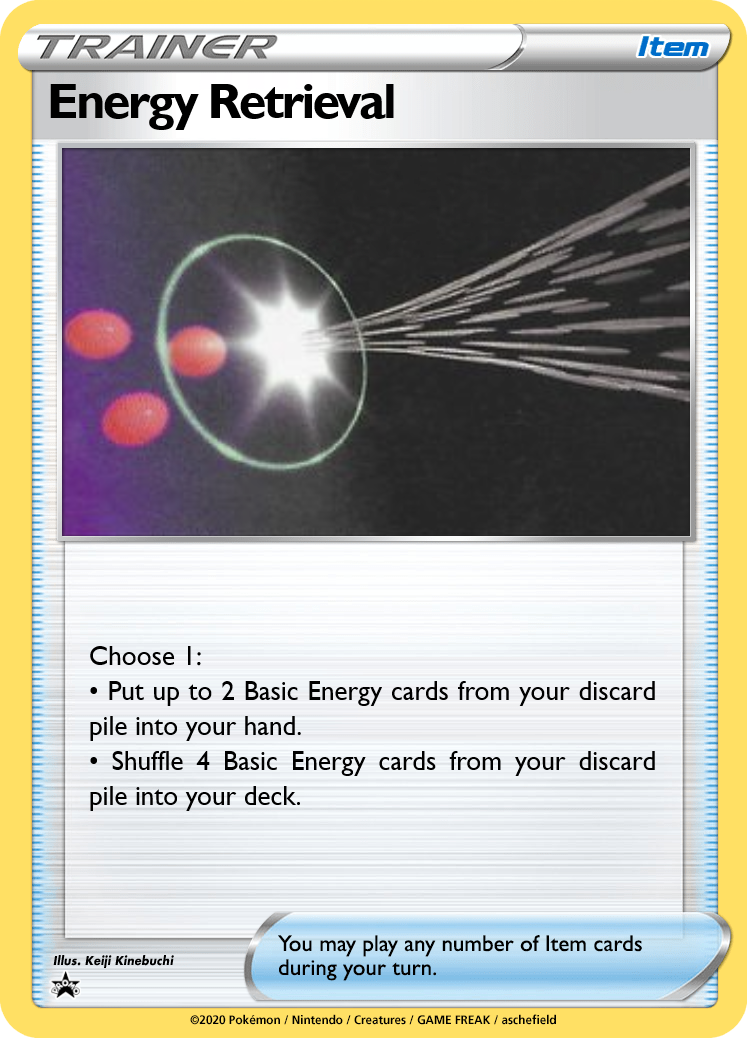 TRAINER
Item
Energy Retrieval
Choose 1:
• Put up to 2 Basic Energy cards from your discard
pile into your hand.
• Shuffle 4 Basic Energy cards from your discard
pile into your deck.
You may play any number of Item cards
during your turn.
Illus. Keiji Kinebuchi
PROMO
©2020 Pokémon / Nintendo / Creatures / GAME FREAK / aschefield